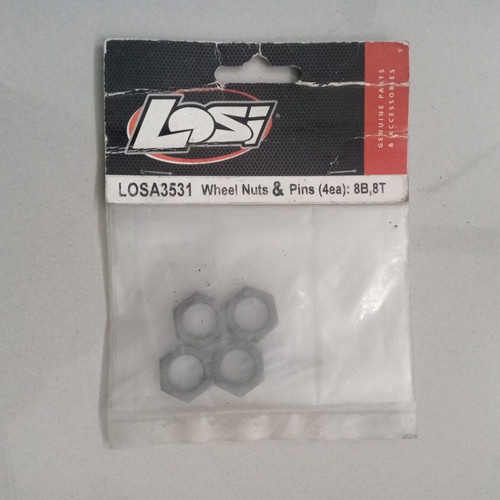 LOSi
GENUINE PARTS
& ACCESSORIES
LOSA3531 Wheel Nuts & Pins (4ea): 8B,8T